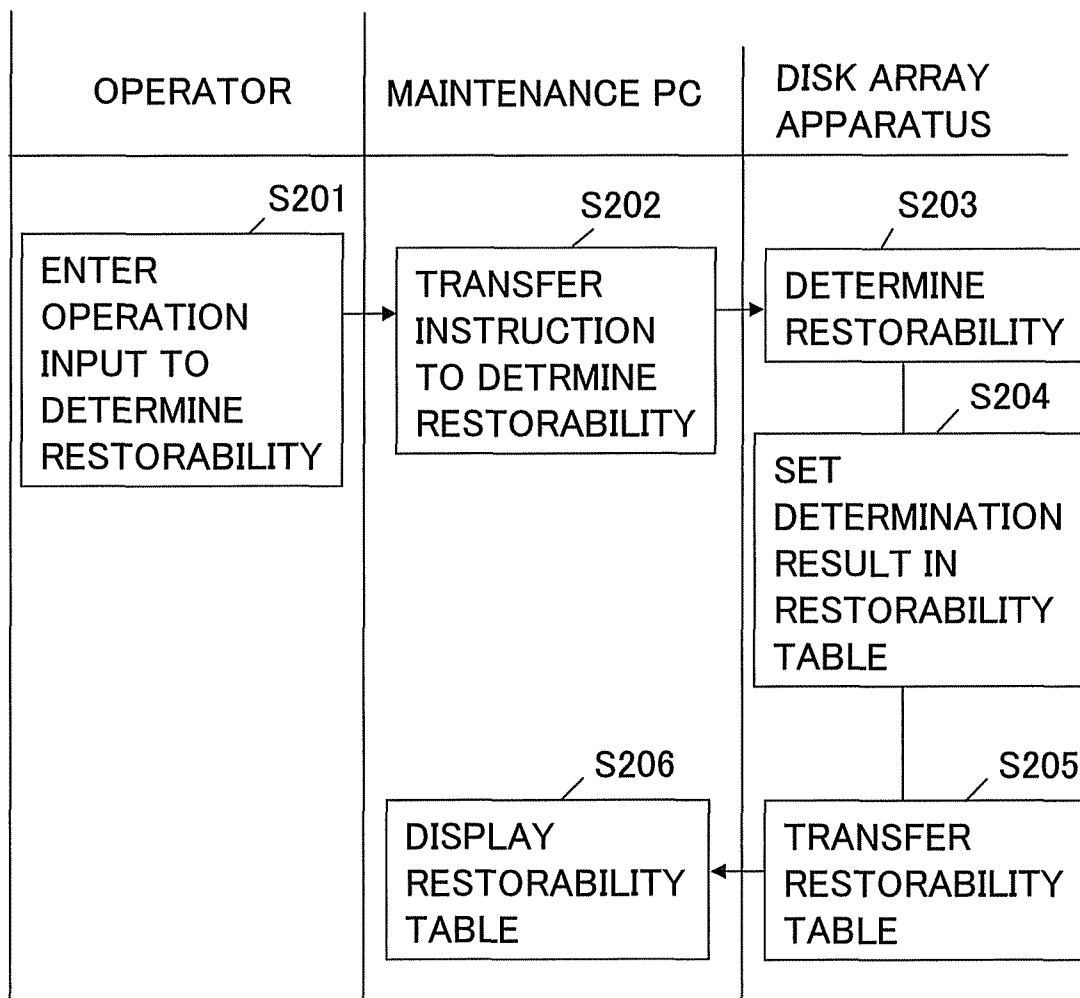 OPERATOR
MAINTENANCE PC
DISK ARRAY
APPARATUS
S201
ENTER
OPERATION
INPUT TO
DETERMINE
RESTORABILITY
S202
TRANSFER
INSTRUCTION
TO DETRMINE
RESTORABILITY
S203
DETERMINE
RESTORABILITY
S204
SET
DETERMINATION
RESULT IN
RESTORABILITY
TABLE
S205
TRANSFER
RESTORABILITY
TABLE
S206
DISPLAY
RESTORABILITY
TABLE